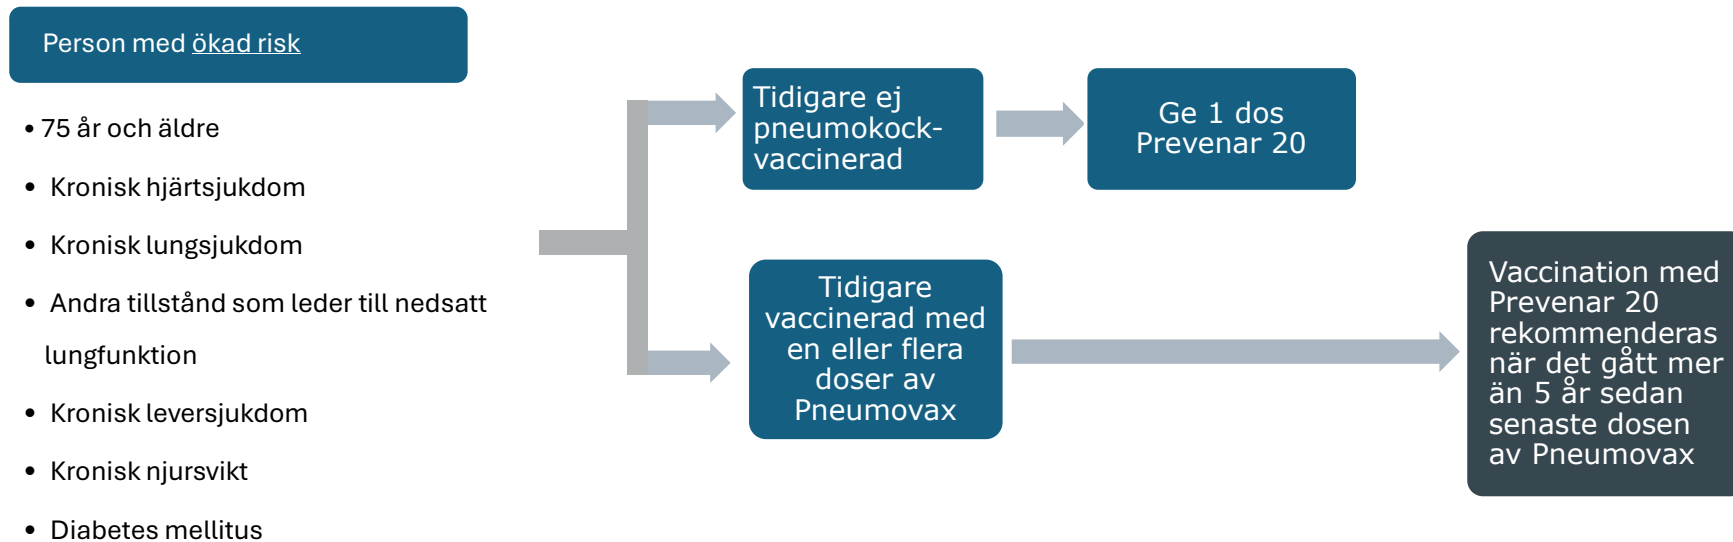 Person med ökad risk
• 75 år och äldre
• Kronisk hjärtsjukdom
• Kronisk lungsjukdom
• Andra tillstånd som leder till nedsatt
lungfunktion
• Kronisk leversjukdom
• Kronisk njursvikt
• Diabetes mellitus
Tidigare ej
pneumokock-
vaccinerad
Ge 1 dos
Prevenar 20
Tidigare
vaccinerad med
en eller flera
doser av
Pneumovax
Vaccination med
Prevenar 20
rekommenderas
när det gått mer
än 5 år sedan
senaste dosen
av Pneumovax